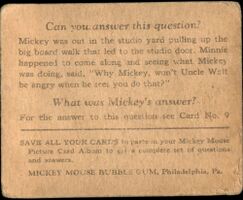 Can you answer this question?
Mickey was out in the studio yard pulling up the
big board walk that led to the studio door. Minnie
happened to come along and seeing what Mickey
was doing, said, "Why Mickey, won't Uncle Walt
be angry when he sees you do that?"
What was Mickey's answer?
For the answer to this question see Card No. 9
SAVE ALL YOUR CARDS to paste in your Mickey Mouse
Picture Card Album to get a complete set of questions
and answers.
MICKEY MOUSE BUBBLE GUM, Philadelphia, Pa.